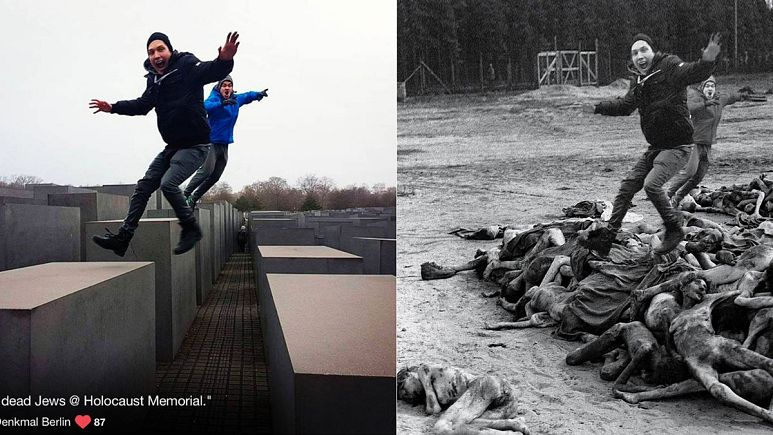 dead Jews @ Holocaust Memorial."
Denkmal Berlin ❤️ 87